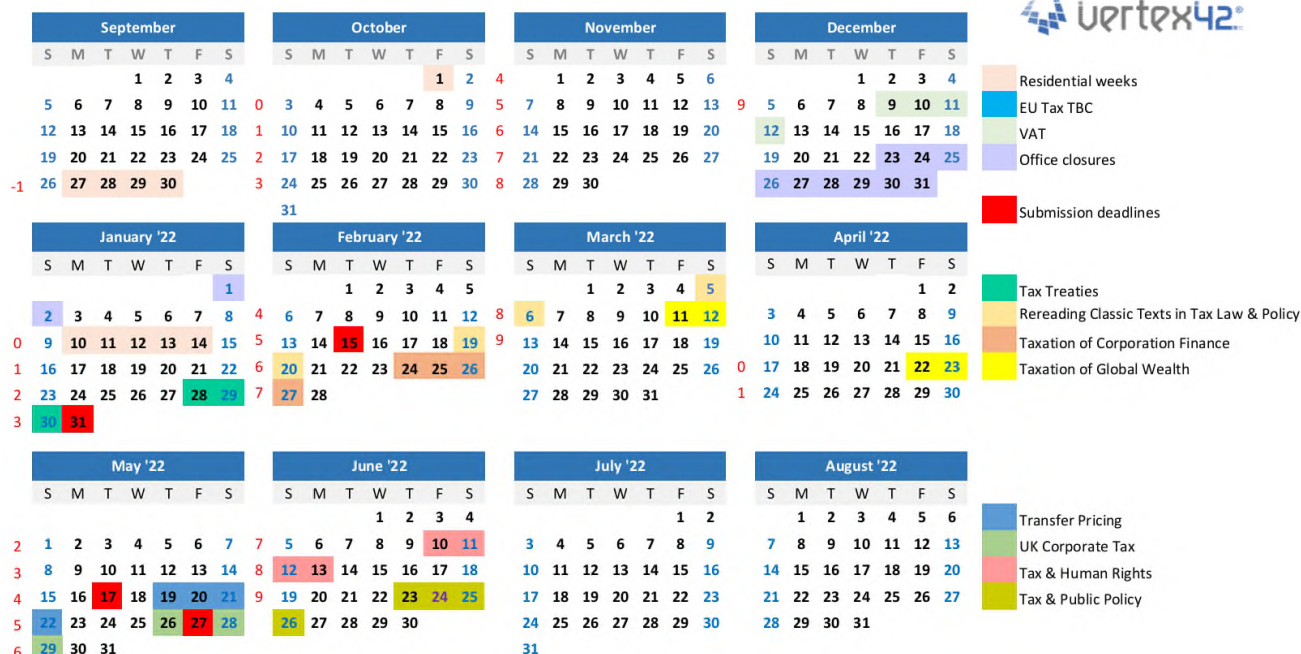 vertex42®
September October November December
S M T W T F S S M T W T F S S M T W T F S S M T W T F S
1 2 3 4 1 2 4 1 2 3 4 5 6 1 2 3 4 Residential weeks
5 6 7 8 9 10 11 0 3 4 5 6 7 8 9 5 7 8 9 10 11 12 13 9 5 6 7 8 9 10 11 EU Tax TBC
12 13 14 15 16 17 18 1 10 11 12 13 14 15 16 6 14 15 16 17 18 19 20 12 13 14 15 16 17 18 VAT
19 20 21 22 23 24 25 2 17 18 19 20 21 22 23 7 21 22 23 24 25 26 27 19 20 21 22 23 24 25 Office closures
-1 26 27 28 29 30 3 24 25 26 27 28 29 30 8 28 29 30 26 27 28 29 30 31
31 Submission deadlines
January '22 February '22 March '22 April '22
S M T W T F S S M T W T F S S M T W T F S S M T W T F S
1 1 2 3 4 5 1 2 3 4 5 1 2 Tax Treaties
2 3 4 5 6 7 8 4 6 7 8 9 10 11 12 8 6 7 8 9 10 11 12 3 4 5 6 7 8 9 Rereading Classic Texts in Tax Law & Policy
0 9 10 11 12 13 14 15 5 13 14 15 16 17 18 19 9 13 14 15 16 17 18 19 10 11 12 13 14 15 16 Taxation of Corporation Finance
1 16 17 18 19 20 21 22 6 20 21 22 23 24 25 26 20 21 22 23 24 25 26 0 17 18 19 20 21 22 23 Taxation of Global Wealth
2 23 24 25 26 27 28 29 7 27 28 27 28 29 30 31 1 24 25 26 27 28 29 30
3 30 31
May '22 June '22 July '22 August '22
S M T W T F S S M T W T F S S M T W T F S S M T W T F S
1 2 3 4 1 2 1 2 3 4 5 6 Transfer Pricing
2 1 2 3 4 5 6 7 7 5 6 7 8 9 10 11 3 4 5 6 7 8 9 7 8 9 10 11 12 13 UK Corporate Tax
3 8 9 10 11 12 13 14 8 12 13 14 15 16 17 18 10 11 12 13 14 15 16 14 15 16 17 18 19 20 Tax & Human Rights
4 15 16 17 18 19 20 21 9 19 20 21 22 23 24 25 17 18 19 20 21 22 23 21 22 23 24 25 26 27 Tax & Public Policy
5 22 23 24 25 26 27 28 26 27 28 29 30 24 25 26 27 28 29 30 28 29 30 31
6 29 30 31 31